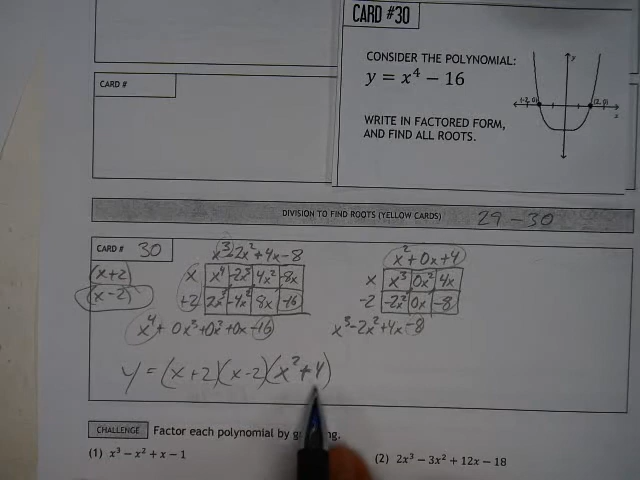 CARD #30
CONSIDER THE POLYNOMIAL:
y = x⁴ − 16
WRITE IN FACTORED FORM,
AND FIND ALL ROOTS.
y
(-2, 0)
(2, 0)
x
CARD #
DIVISION TO FIND ROOTS (YELLOW CARDS) 29 - 30
CARD # 30
(x+2)
(x-2)
x³-2x²+4x-8
x x⁴ -2x³ 4x² -8x
+2 2x³ -4x² 8x -16
x⁴ + 0x³+0x²+0x-16
x²+0x+4
x x³ 0x² 4x
-2 -2x² 0x -8
x³-2x²+4x-8
y = (x+2)(x-2)(x²+4)
CHALLENGE Factor each polynomial by
(1) x³ − x² + x − 1
(2) 2x³ − 3x² + 12x − 18